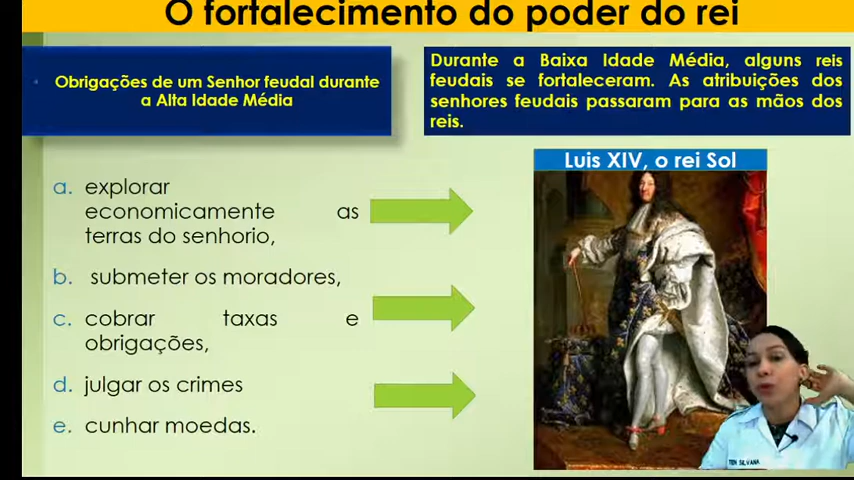 O fortalecimento do poder do rei
Obrigações de um Senhor feudal durante
a Alta Idade Média
Durante a Baixa Idade Média, alguns reis
feudais se fortaleceram. As atribuições dos
senhores feudais passaram para as mãos dos
reis.
Luis XIV, o rei Sol
a. explorar
economicamente as
terras do senhorio,
b. submeter os moradores,
c. cobrar taxas e
obrigações,
d. julgar os crimes
e. cunhar moedas.
TEN SILVANA